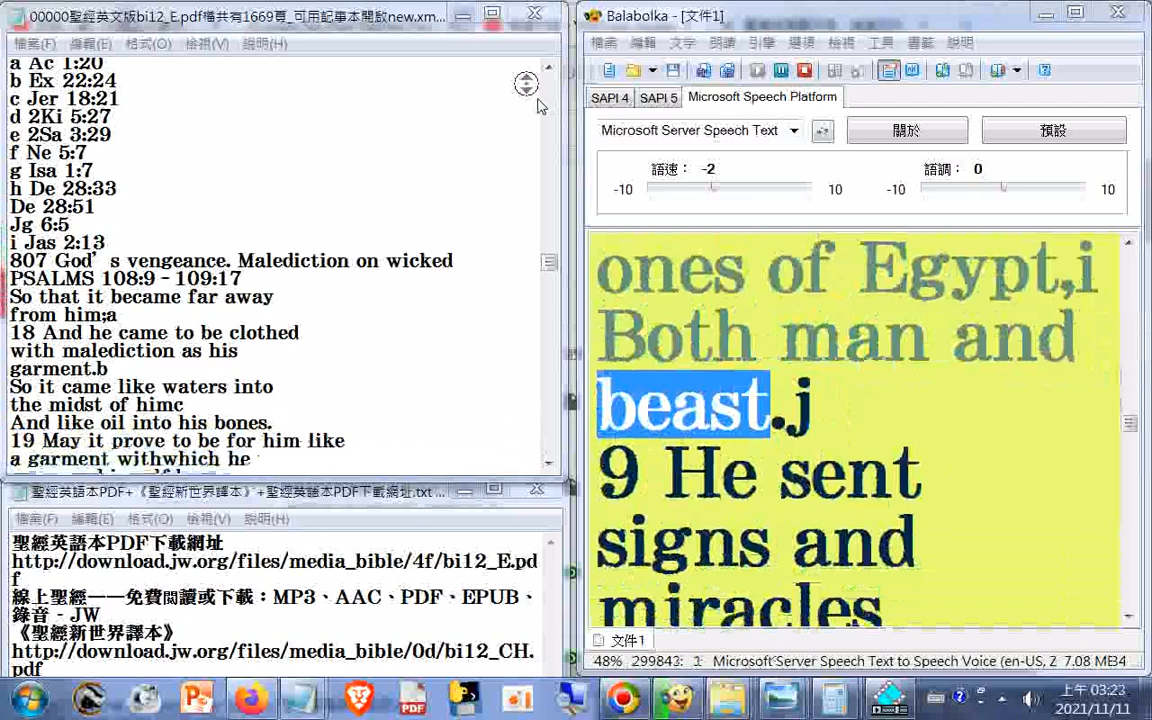 00000聖經英文版bi12_E.pdf檔共有1669頁_可用記事本開啟new.xm...
檔案(F) 編輯(E) 格式(O) 檢視(V) 說明(H)
a Ac 1:20
b Ex 22:24
c Jer 18:21
d 2Ki 5:27
e 2Sa 3:29
f Ne 5:7
g Isa 1:7
h De 28:33
De 28:51
Jg 6:5
i Jas 2:13
807 God’s vengeance. Malediction on wicked
PSALMS 108:9–109:17
So that it became far away
from him;a
18 And he came to be clothed
with malediction as his
garment.b
So it came like waters into
the midst of himc
And like oil into his bones.
19 May it prove to be for him like
a garment withwhich he
聖經英語本PDF+《聖經新世界譯本》+聖經英語本PDF下載網址.txt ...
檔案(F) 編輯(E) 格式(O) 檢視(V) 說明(H)
聖經英語本PDF下載網址
http://download.jw.org/files/media_bible/4f/bi12_E.pd
f
線上聖經──免費閱讀或下載：MP3、AAC、PDF、EPUB、
錄音 - JW
《聖經新世界譯本》
http://download.jw.org/files/media_bible/0d/bi12_CH.
pdf
Balabolka - [文件1]
檔案 編輯 文字 朗讀 引擎 選項 檢視 工具 書籤 說明
SAPI 4 SAPI 5 Microsoft Speech Platform
Microsoft Server Speech Text 關於 預設
語速： -2 語調： 0
-10 10 -10 10
ones of Egypt,i
Both man and
beast.j
9 He sent
signs and
miracles
文件1
48% 299843: 1 Microsoft Server Speech Text to Speech Voice (en-US, Z 7.08 MB34
PDF
上午 03:23
2021/11/11